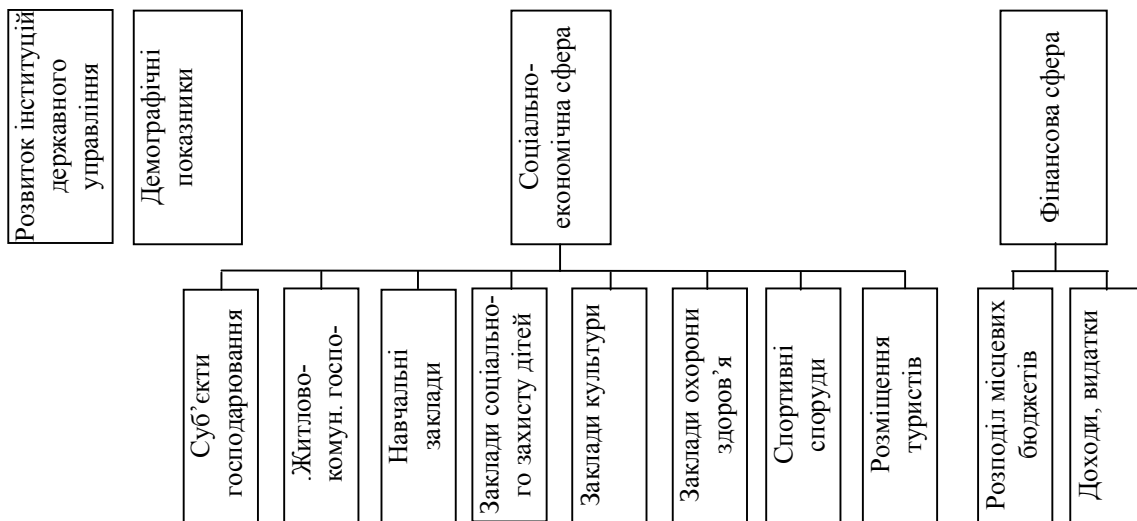 Розвиток інституцій
державного
управління
Демографічні
показники
Соціально-
економічна сфера
Фінансова сфера
Суб’єкти
господарювання
.Житлово-
комун. госпо-
Навчальні
заклади
Заклади соціально-
го захисту дітей
Заклади культури
Заклади охорони
здоров’я
Спортивні
споруди
Розміщення
туристів
Розподіл місцевих
бюджетів
Доходи, видатки